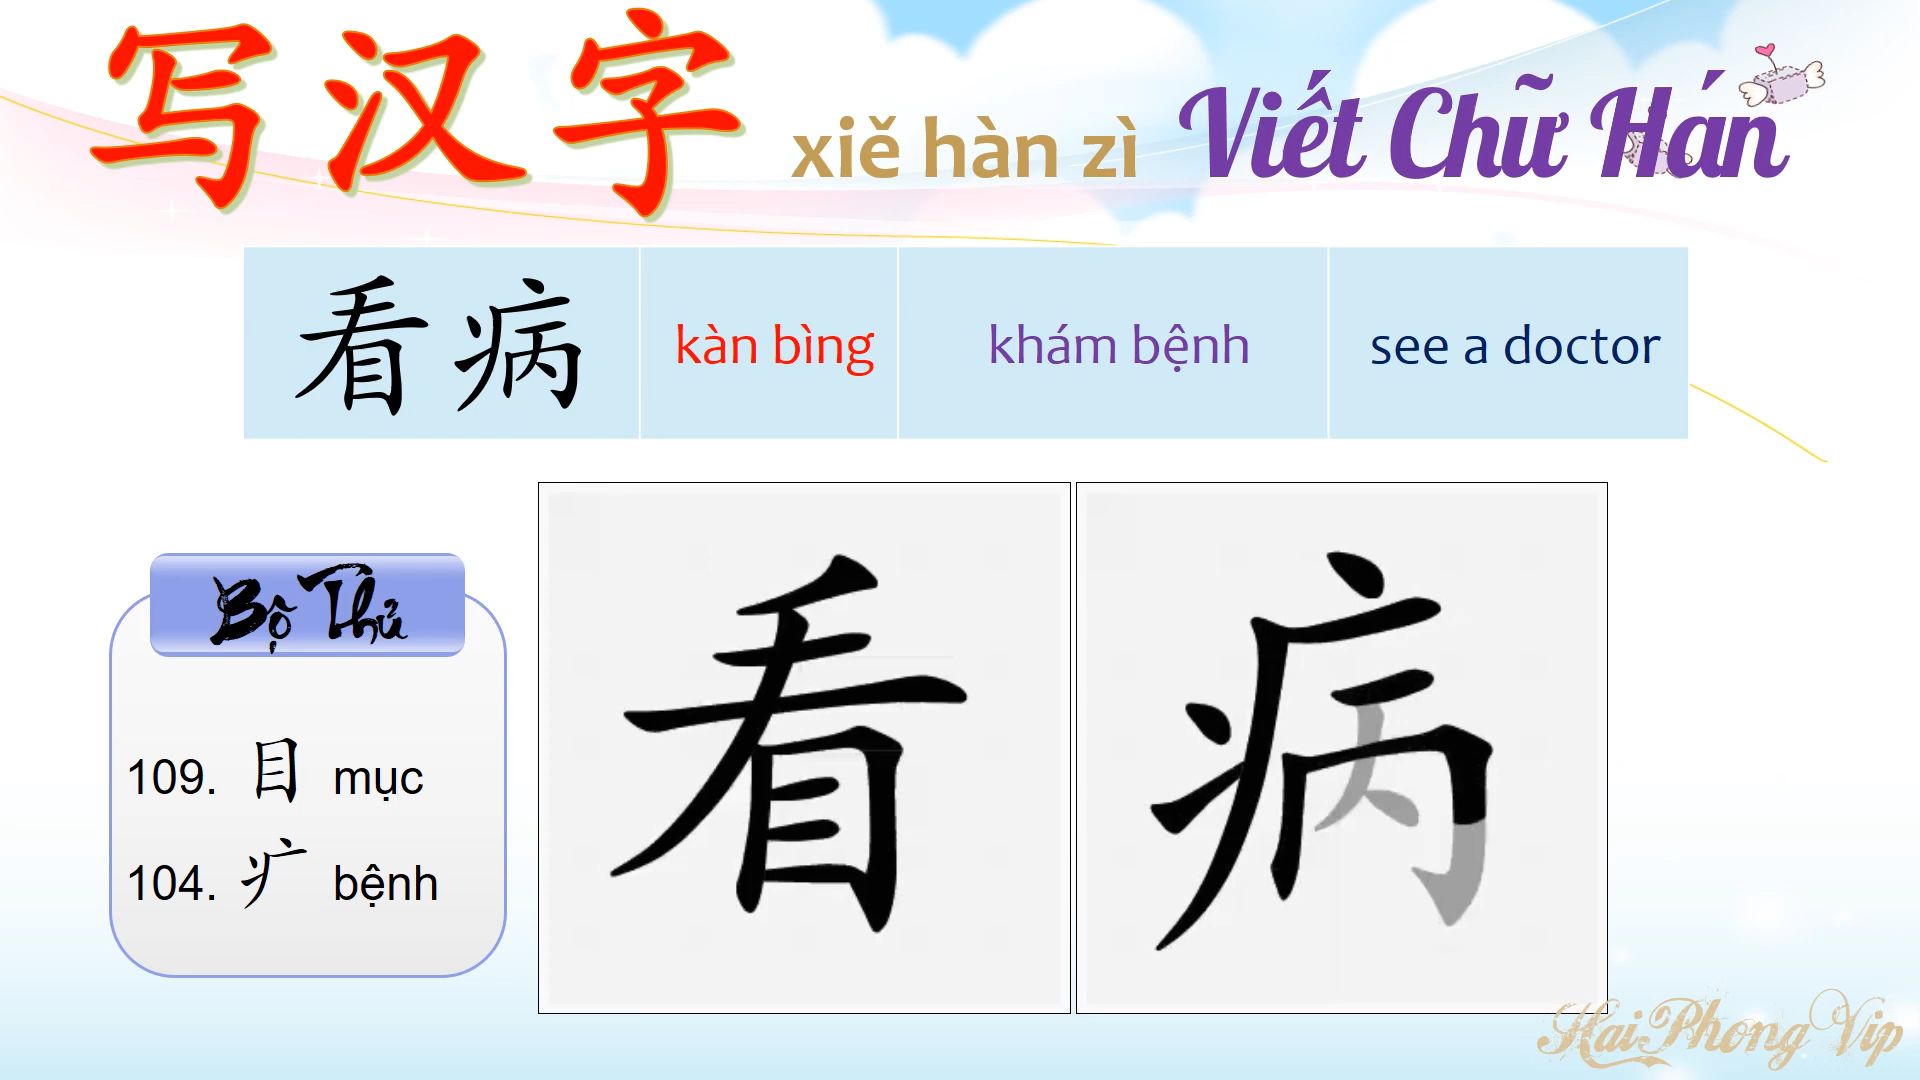 写汉字 xiě hàn zì Viết Chữ Hán
看病 kàn bìng khám bệnh see a doctor
Bộ Thủ
109. 目 mục
104. 疒 bệnh
看 病
HaiPhongVip